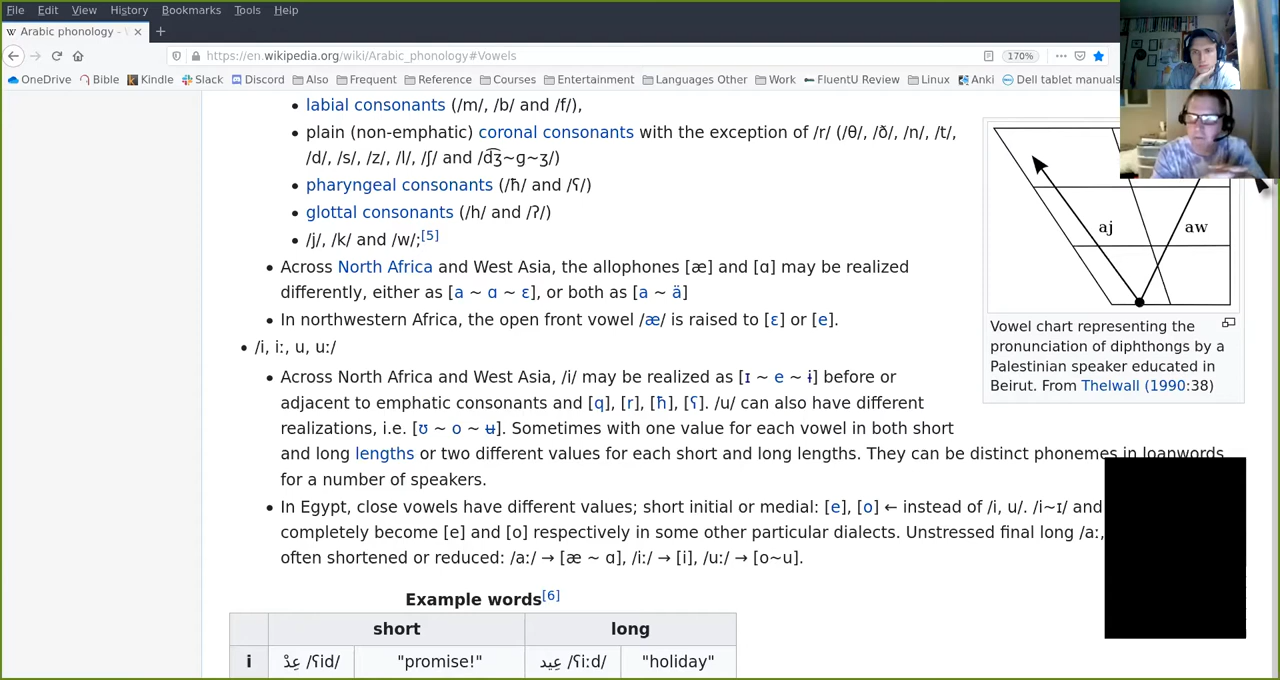 File Edit View History Bookmarks Tools Help
W Arabic phonology - × +
https://en.wikipedia.org/wiki/Arabic_phonology#Vowels 170%
OneDrive Bible Kindle Slack Discord Also Frequent Reference Courses Entertainment Languages Other Work FluentU Review Linux Anki Dell tablet manuals
• labial consonants (/m/, /b/ and /f/),
• plain (non-emphatic) coronal consonants with the exception of /r/ (/θ/, /ð/, /n/, /t/,
/d/, /s/, /z/, /l/, /ʃ/ and /d͡ʒ~ɡ~ʒ/)
• pharyngeal consonants (/ħ/ and /ʕ/)
• glottal consonants (/h/ and /ʔ/)
• /j/, /k/ and /w/;[5]
• Across North Africa and West Asia, the allophones [æ] and [ɑ] may be realized
differently, either as [a ~ ɑ ~ ɛ], or both as [a ~ ä]
• In northwestern Africa, the open front vowel /æ/ is raised to [ɛ] or [e].
• /i, iː, u, uː/
• Across North Africa and West Asia, /i/ may be realized as [ɪ ~ e ~ ɨ] before or
adjacent to emphatic consonants and [q], [r], [ħ], [ʕ]. /u/ can also have different
realizations, i.e. [ʊ ~ o ~ ʉ]. Sometimes with one value for each vowel in both short
and long lengths or two different values for each short and long lengths. They can be distinct phonemes in loanwords
for a number of speakers.
• In Egypt, close vowels have different values; short initial or medial: [e], [o] ← instead of /i, u/. /i~ɪ/ and
completely become [e] and [o] respectively in some other particular dialects. Unstressed final long /aː,
often shortened or reduced: /aː/ → [æ ~ ɑ], /iː/ → [i], /uː/ → [o~u].
aj aw
Vowel chart representing the
pronunciation of diphthongs by a
Palestinian speaker educated in
Beirut. From Thelwall (1990:38)
Example words[6]
short long
i عِدْ /ʕid/ "promise!" عِيد /ʕiːd/ "holiday"